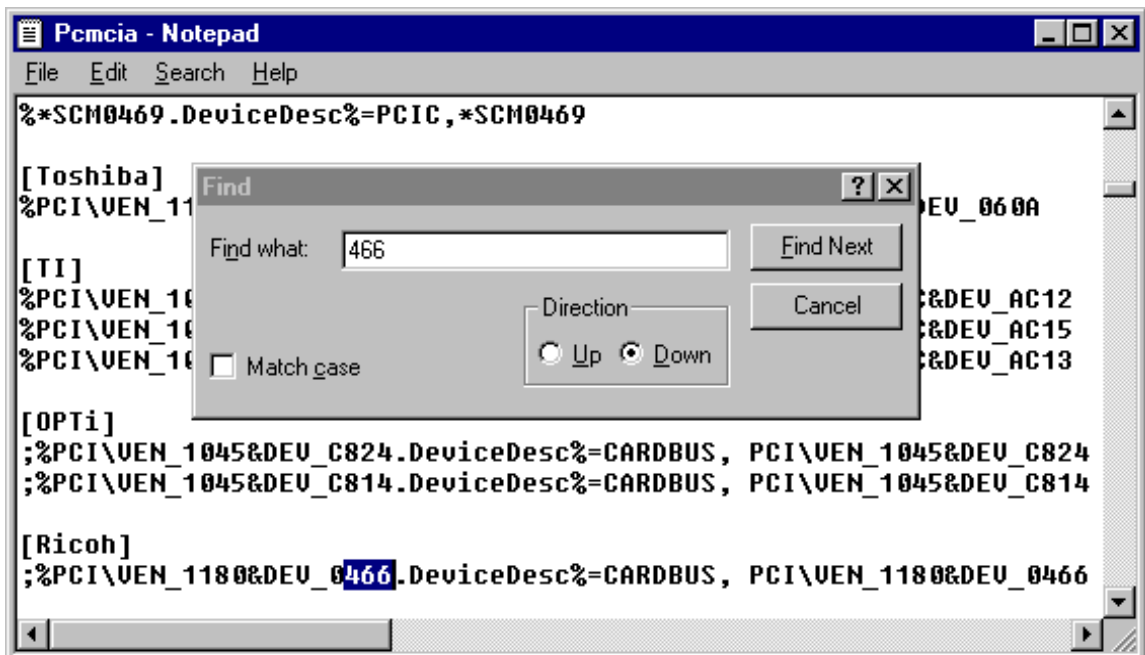 Pcmcia - Notepad
File Edit Search Help
%*SCM0469.DeviceDesc%=PCIC,*SCM0469
[Toshiba]
%PCI\VEN_11 DEV_060A
[TI]
%PCI\VEN_10 C&DEV_AC12
%PCI\VEN_10 C&DEV_AC15
%PCI\VEN_10 C&DEV_AC13
Find
Find what: 466 Find Next
Direction Cancel
Up Down
Match case
[OPTi]
;%PCI\VEN_1045&DEV_C824.DeviceDesc%=CARDBUS, PCI\VEN_1045&DEV_C824
;%PCI\VEN_1045&DEV_C814.DeviceDesc%=CARDBUS, PCI\VEN_1045&DEV_C814
[Ricoh]
;%PCI\VEN_1180&DEV_0466.DeviceDesc%=CARDBUS, PCI\VEN_1180&DEV_0466